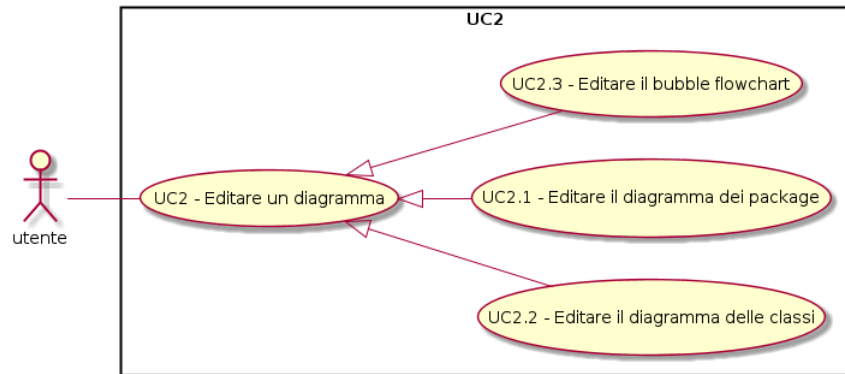 UC2
UC2.3 - Editare il bubble flowchart
UC2 - Editare un diagramma
UC2.1 - Editare il diagramma dei package
utente
UC2.2 - Editare il diagramma delle classi